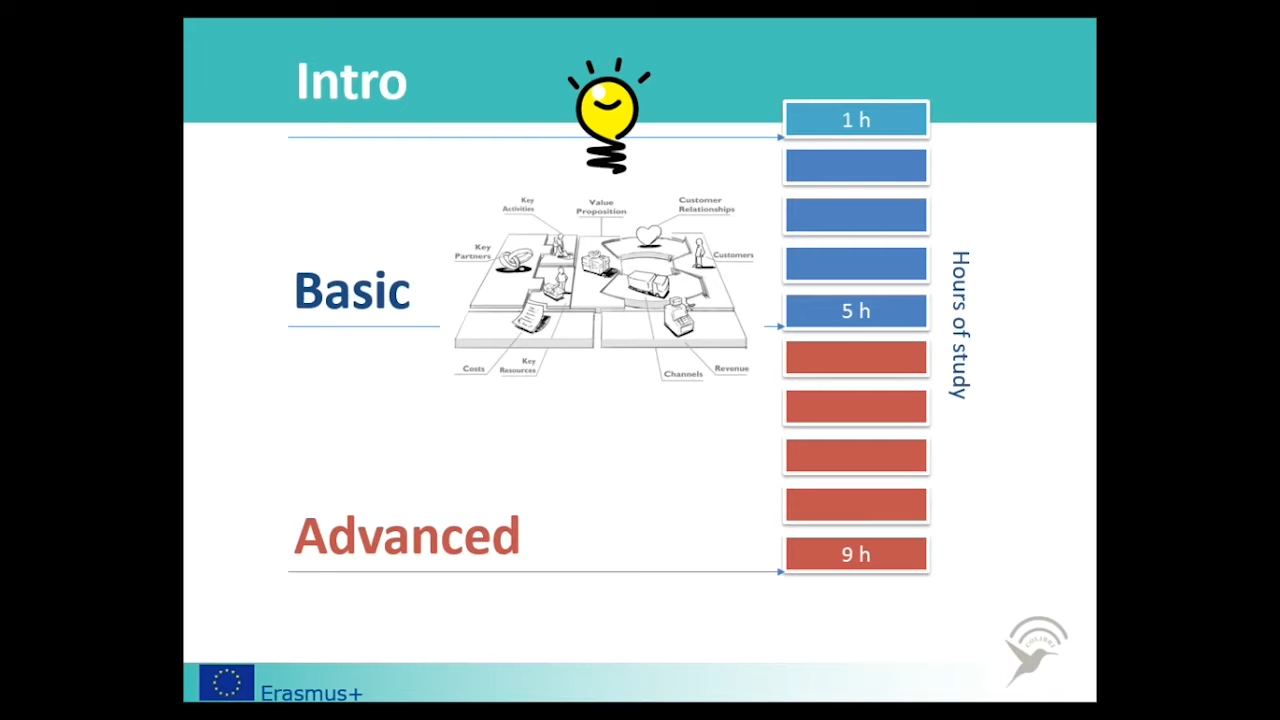 Intro
1 h
Key
Activities
Value
Proposition
Customer
Relationships
Key
Partners
Customers
Basic
5 h
Hours of study
Costs
Key
Resources
Channels
Revenue
Advanced
9 h
COLIBRI
Erasmus+